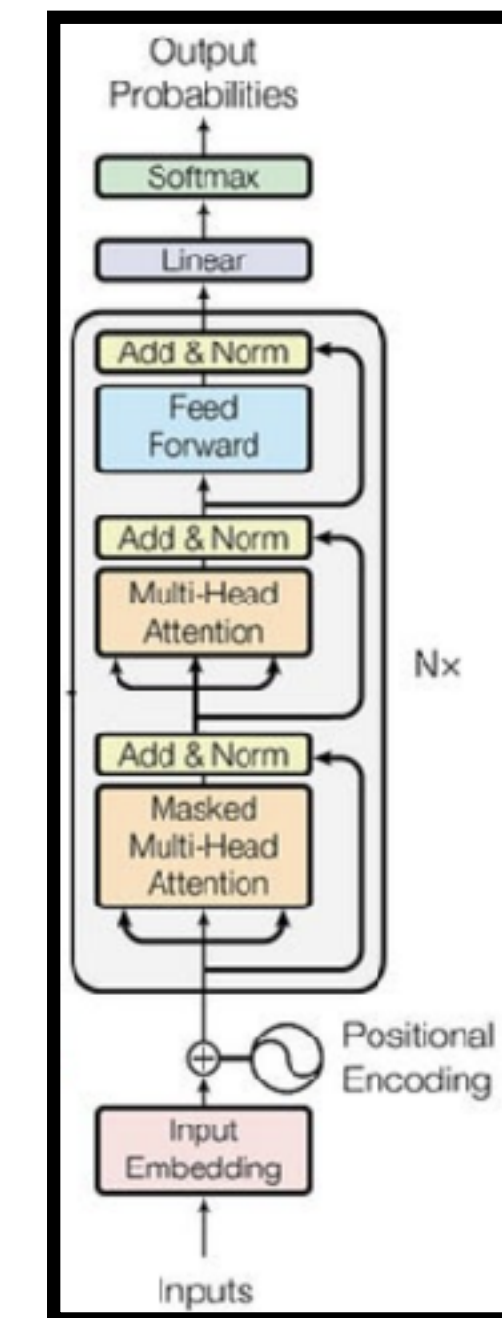 Output
Probabilities
Softmax
Linear
Add & Norm
Feed
Forward
Add & Norm
Multi-Head
Attention
N×
Add & Norm
Masked
Multi-Head
Attention
Positional
Encoding
Input
Embedding
Inputs